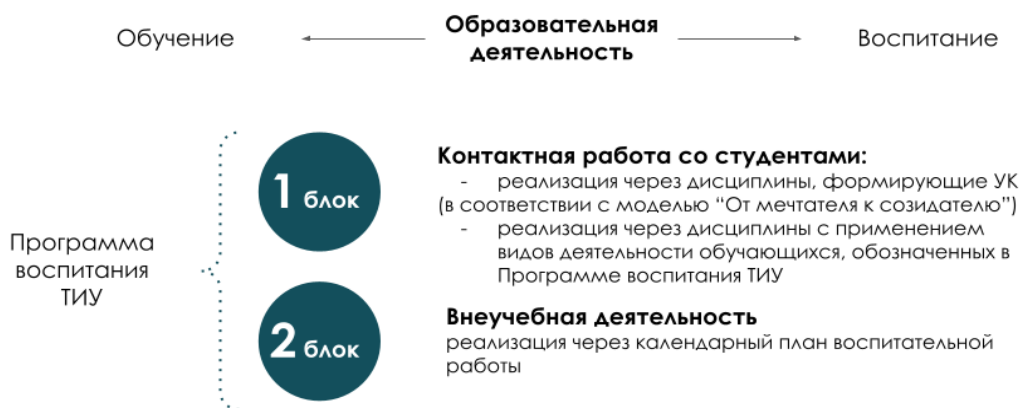 Обучение
Образовательная
деятельность
Воспитание
Программа
воспитания
ТИУ
1 блок
Контактная работа со студентами:
- реализация через дисциплины, формирующие УК
(в соответствии с моделью “От мечтателя к созидателю”)
- реализация через дисциплины с применением
видов деятельности обучающихся, обозначенных в
Программе воспитания ТИУ
2 блок
Внеучебная деятельность
реализация через календарный план воспитательной
работы